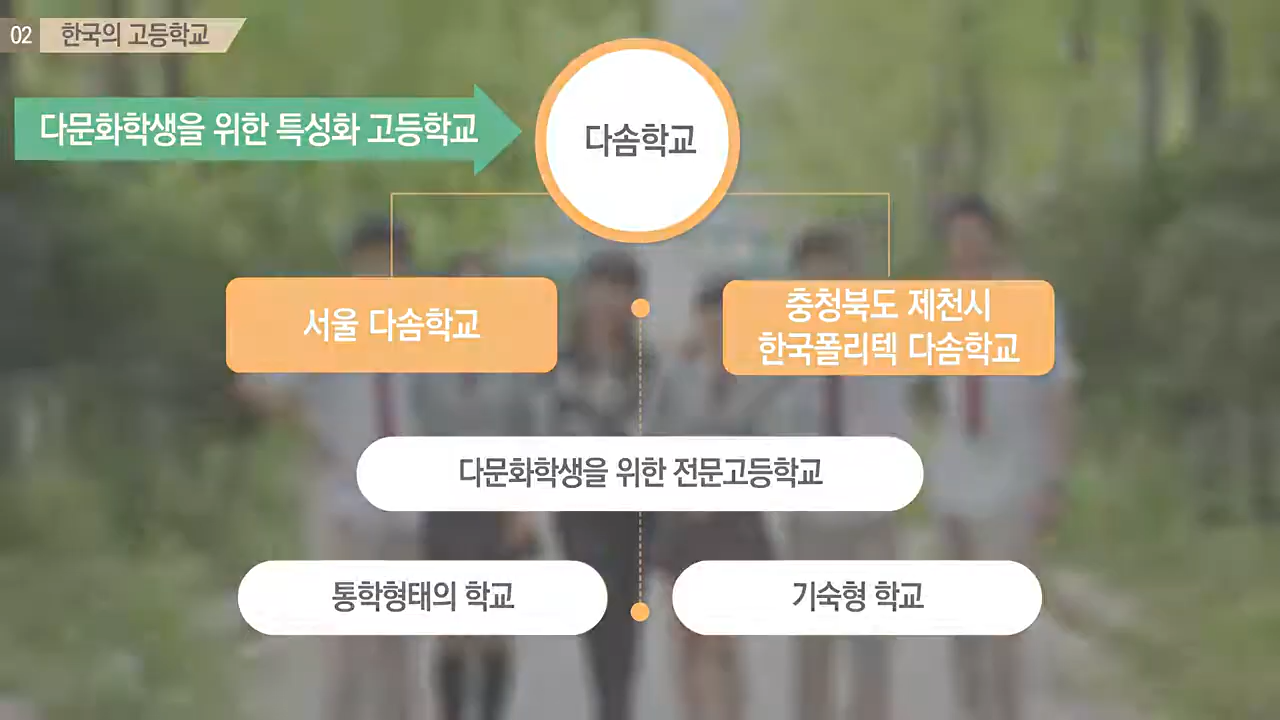 02 한국의 고등학교
다문화학생을 위한 특성화 고등학교
다솜학교
서울 다솜학교
충청북도 제천시
한국폴리텍 다솜학교
다문화학생을 위한 전문고등학교
통학형태의 학교
기숙형 학교